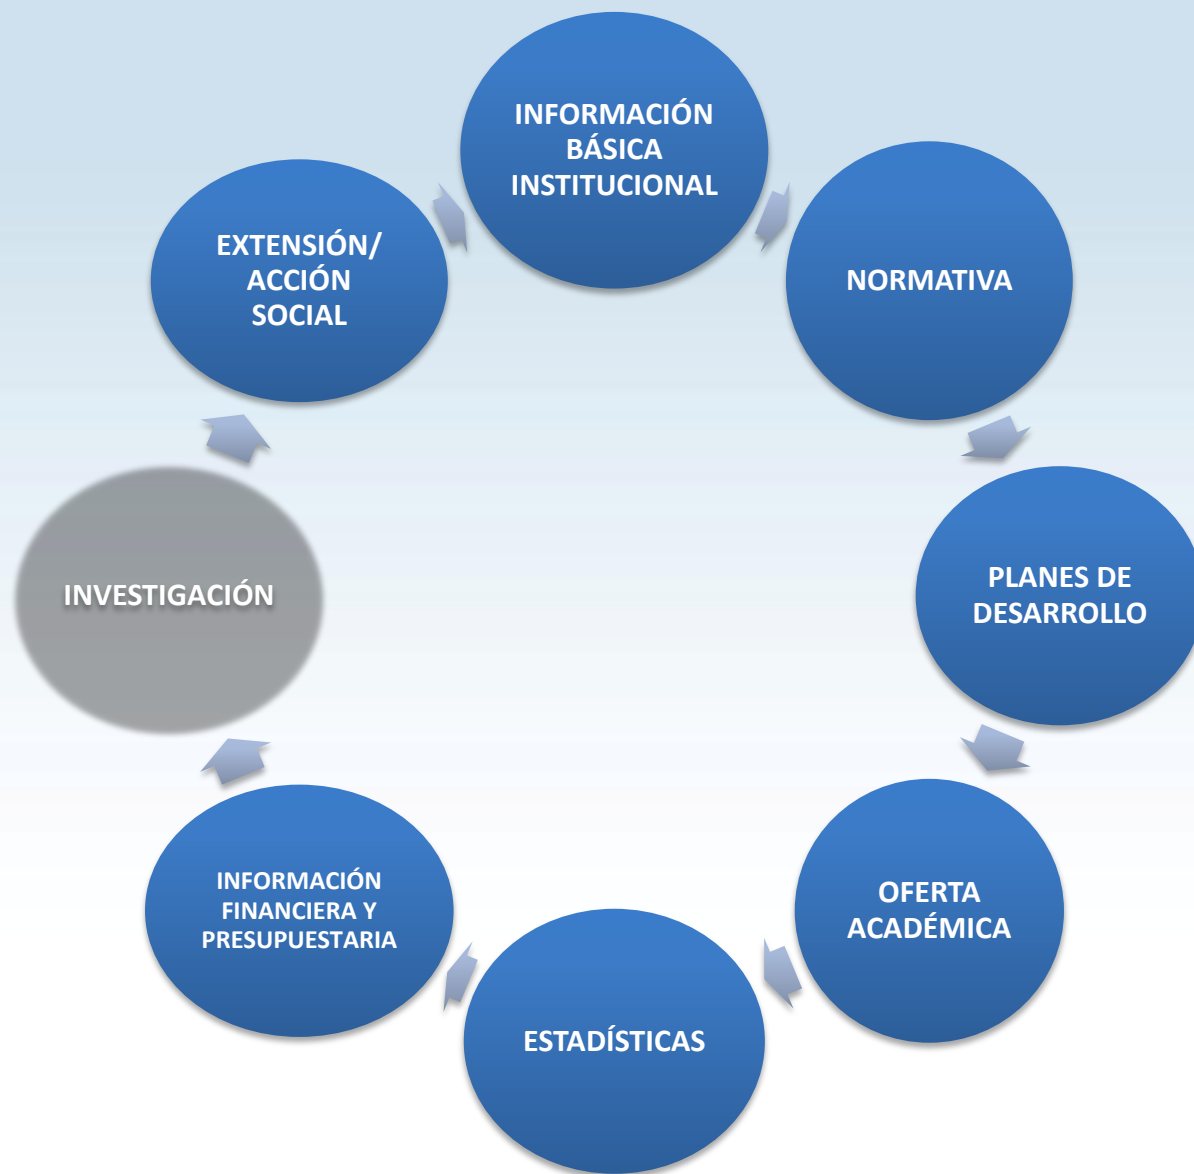 INFORMACIÓN
BÁSICA
INSTITUCIONAL
NORMATIVA
PLANES DE
DESARROLLO
OFERTA
ACADÉMICA
ESTADÍSTICAS
INFORMACIÓN
FINANCIERA Y
PRESUPUESTARIA
INVESTIGACIÓN
EXTENSIÓN/
ACCIÓN
SOCIAL